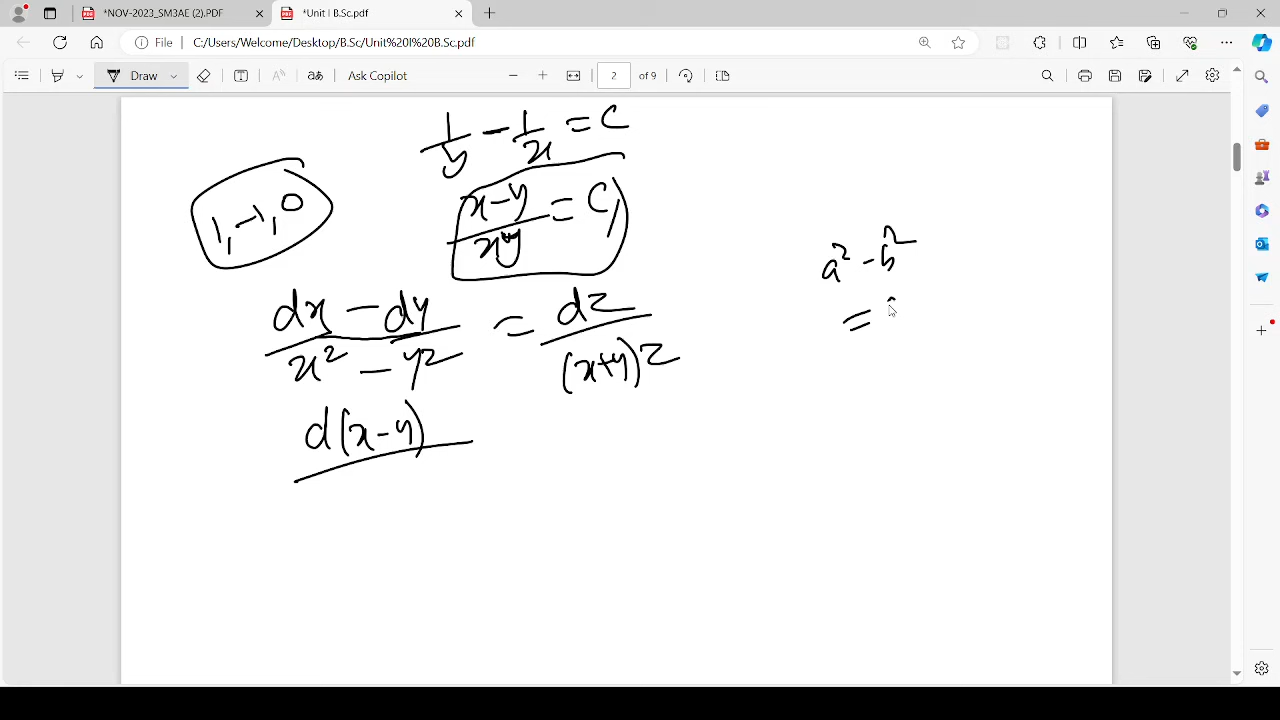 *NOV-2023_SM3AE (2).PDF
*Unit I B.Sc.pdf
File C:/Users/Welcome/Desktop/B.Sc/Unit%20I%20B.Sc.pdf
Draw Ask Copilot 2 of 9
1/y - 1/x = C
1, -1, 0
(x-y)/(xy) = C₁
a² - b²
=
(dx - dy)/(x² - y²) = dz/((x+y)z)
d(x-y)